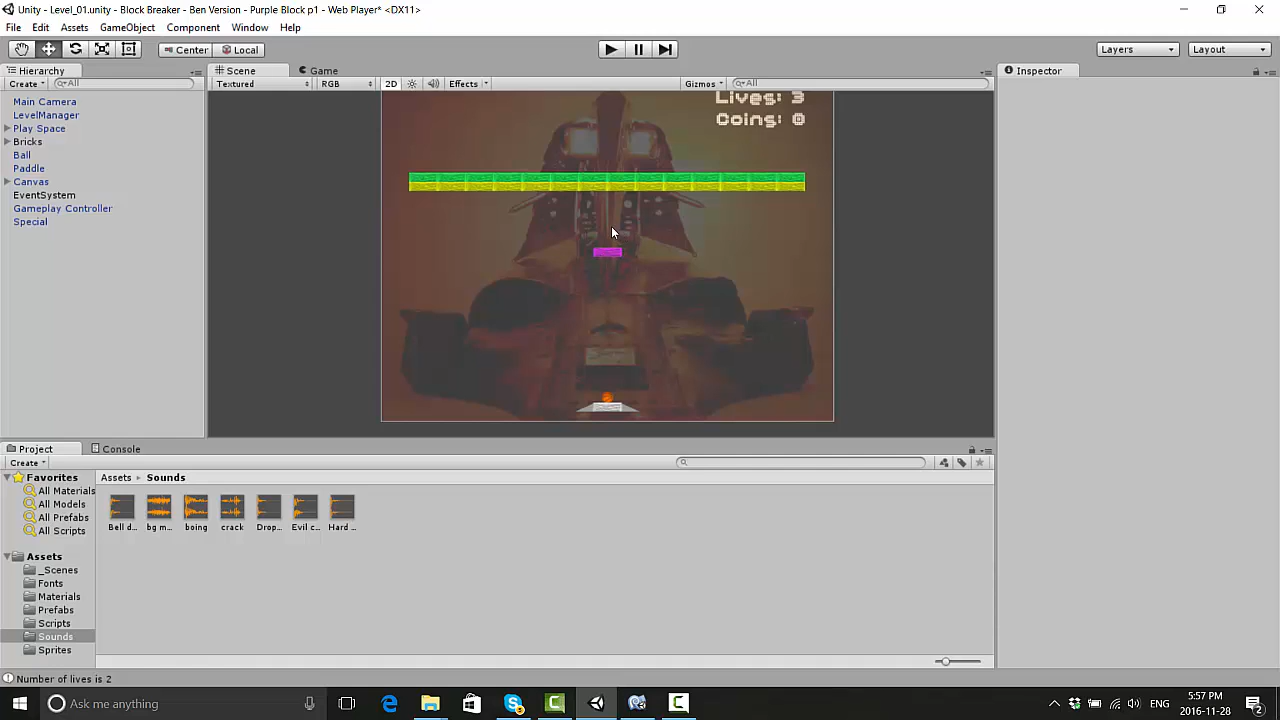 Unity - Level_01.unity - Block Breaker - Ben Version - Purple Block p1 - Web Player* <DX11>
File Edit Assets GameObject Component Window Help
Center Local Layers Layout
Hierarchy Scene Game Inspector
Create All Textured RGB 2D Effects Gizmos All
Main Camera
LevelManager
Play Space
Bricks
Ball
Paddle
Canvas
EventSystem
Gameplay Controller
Special
Lives: 3
Coins: 0
Project Console
Create
Favorites
All Materials
All Models
All Prefabs
All Scripts
Assets
_Scenes
Fonts
Materials
Prefabs
Scripts
Sounds
Sprites
Assets Sounds
Bell d... bg m... boing crack Drop... Evil c... Hard ...
Number of lives is 2
Ask me anything
ENG
5:57 PM
2016-11-28
2